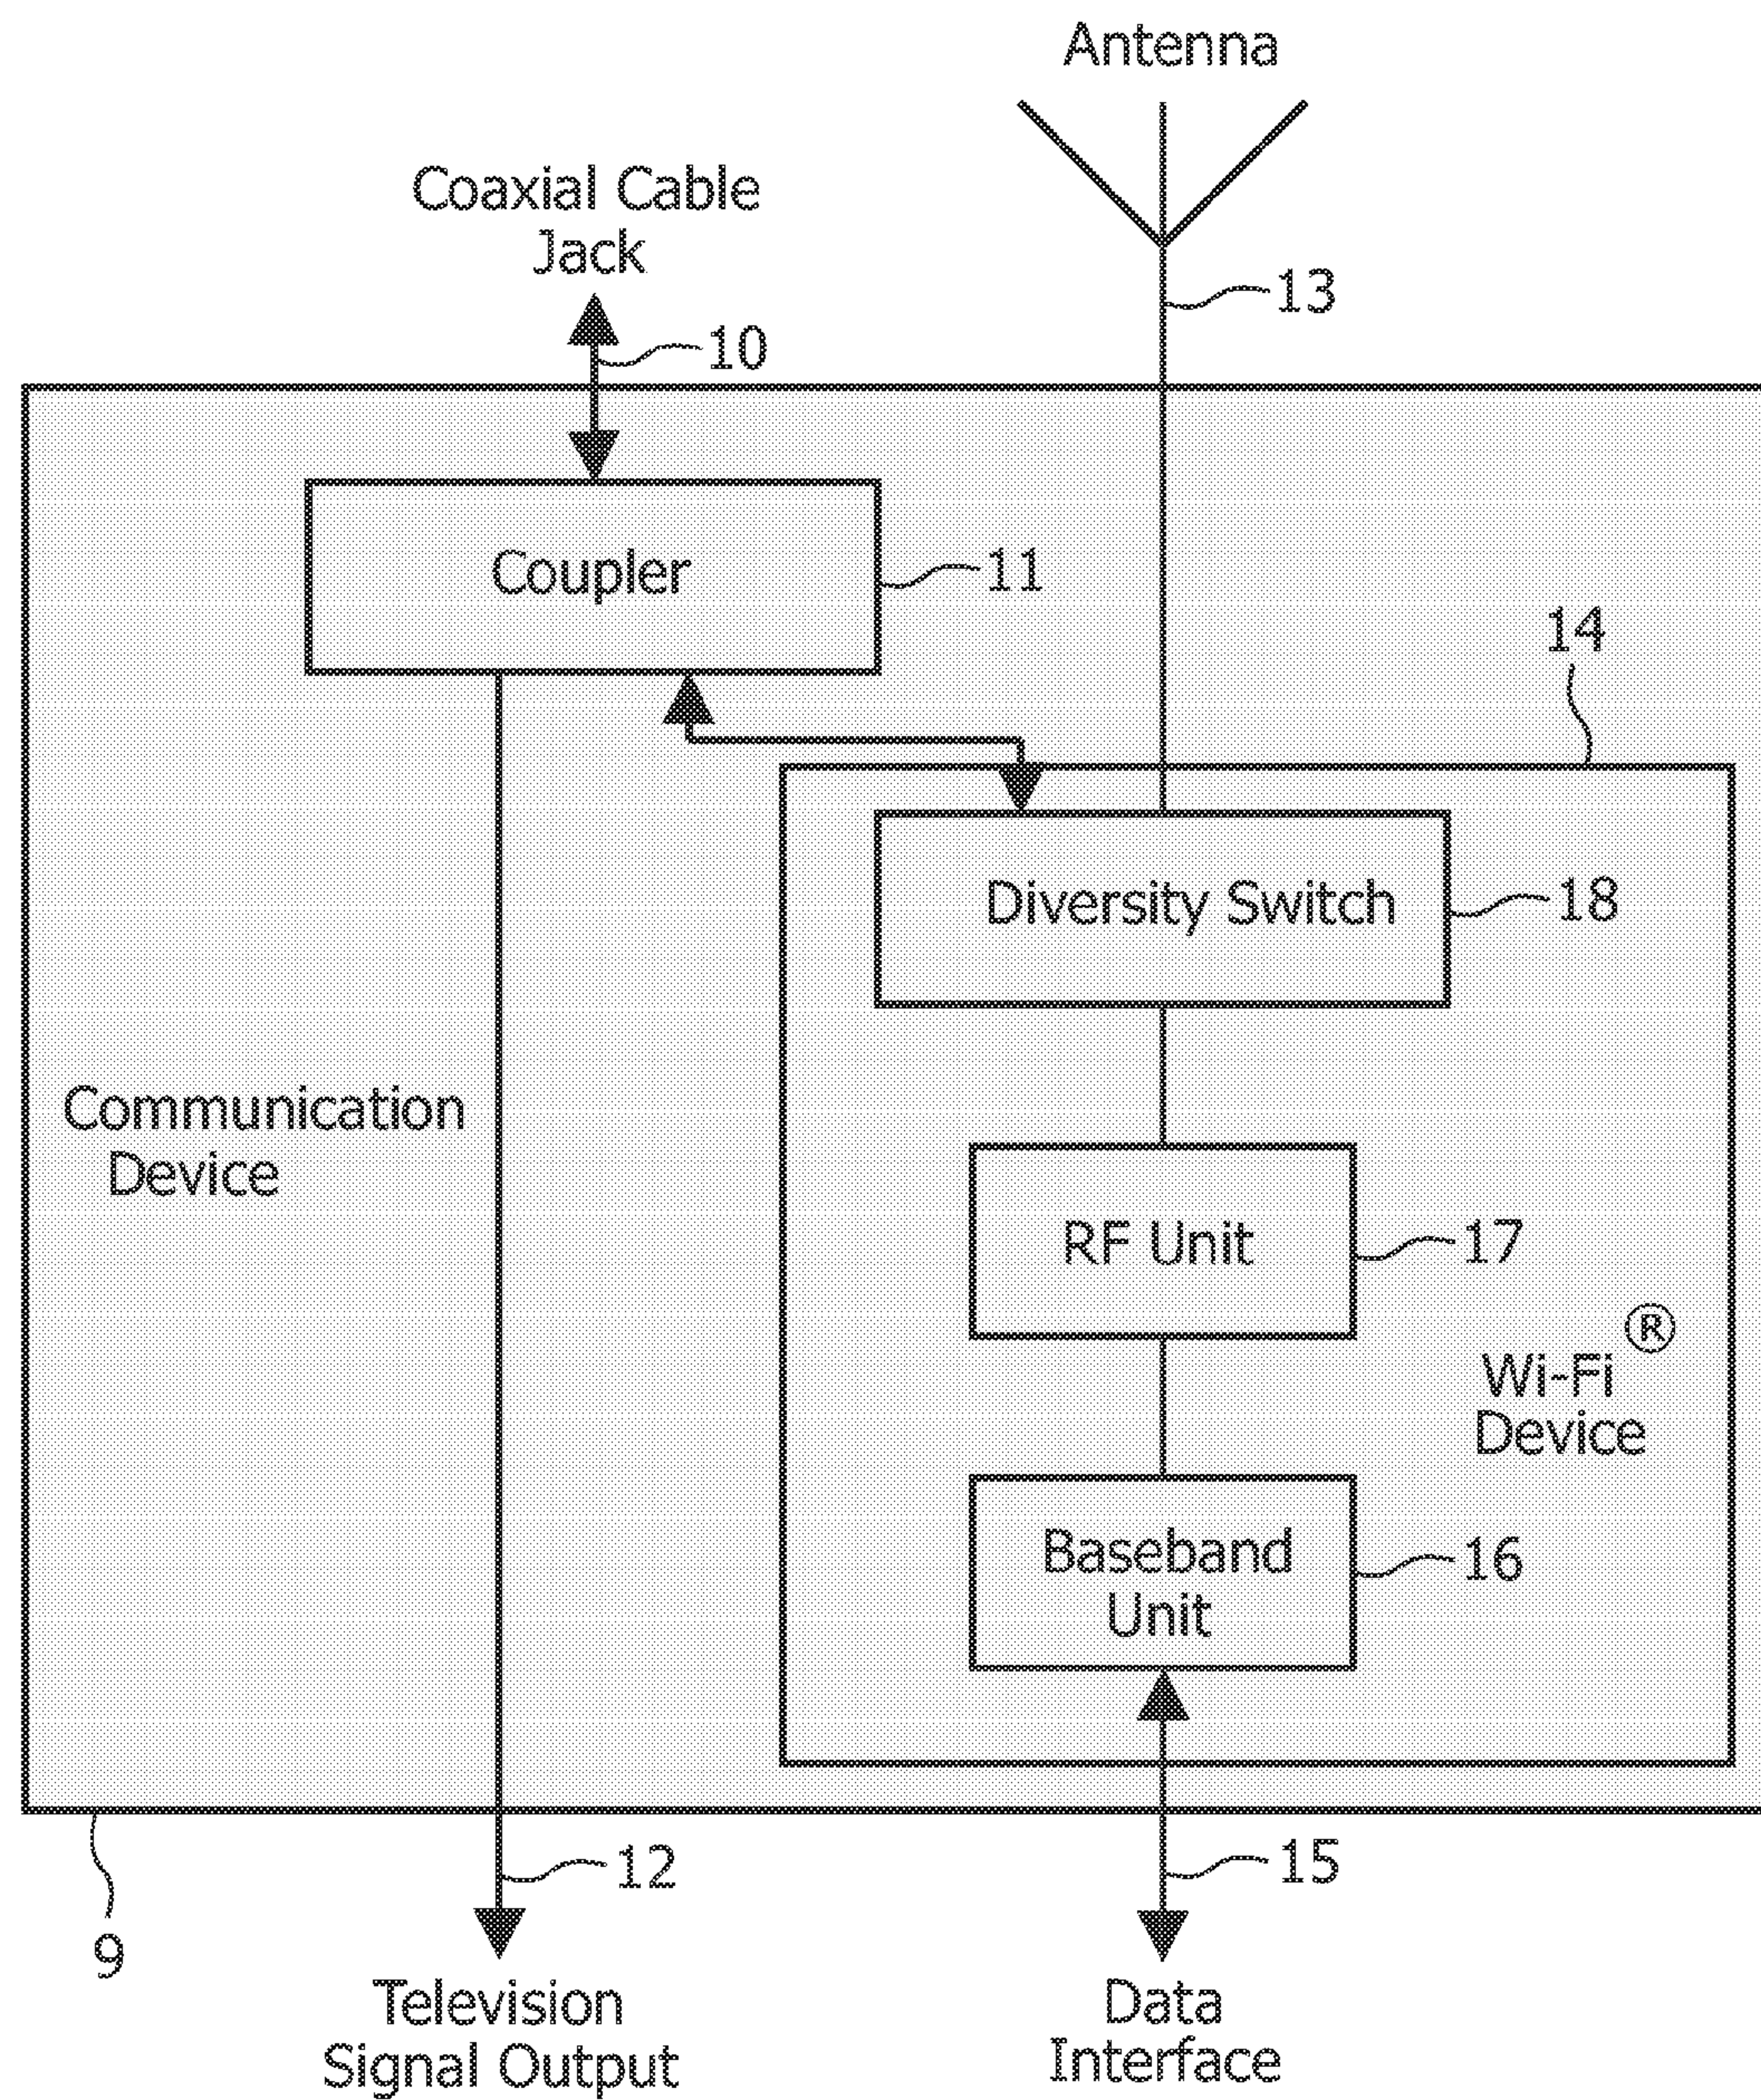 Antenna
Coaxial Cable
Jack
13
10
Coupler
11
14
Diversity Switch
18
Communication
Device
RF Unit
17
®
Wi-Fi
Device
Baseband
Unit
16
12
15
9
Television
Signal Output
Data
Interface